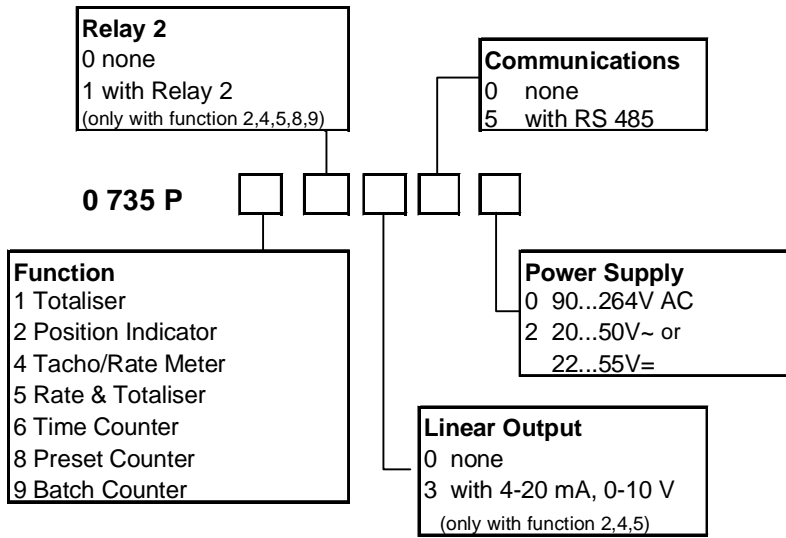 Relay 2
0 none
1 with Relay 2
(only with function 2,4,5,8,9)
Communications
0 none
5 with RS 485
0 735 P
Function
1 Totaliser
2 Position Indicator
4 Tacho/Rate Meter
5 Rate & Totaliser
6 Time Counter
8 Preset Counter
9 Batch Counter
Power Supply
0 90...264V AC
2 20...50V~ or
22...55V=
Linear Output
0 none
3 with 4-20 mA, 0-10 V
(only with function 2,4,5)